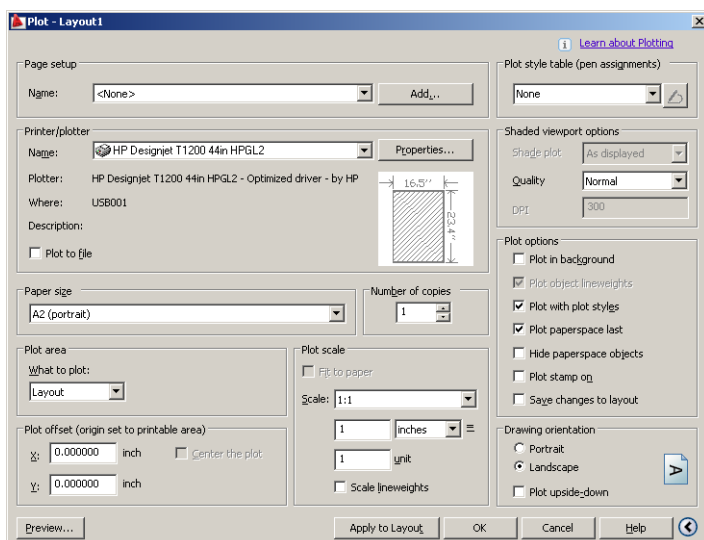 Plot - Layout1
Learn about Plotting
Page setup
Name: <None> Add...
Plot style table (pen assignments)
None
Printer/plotter
Name: HP Designjet T1200 44in HPGL2 Properties...
Plotter: HP Designjet T1200 44in HPGL2 - Optimized driver - by HP
Where: USB001
Description:
Plot to file
16.5''
23.4''
Shaded viewport options
Shade plot As displayed
Quality Normal
DPI 300
Paper size
A2 (portrait)
Number of copies
1
Plot options
Plot in background
Plot object lineweights
Plot with plot styles
Plot paperspace last
Hide paperspace objects
Plot stamp on
Save changes to layout
Plot area
What to plot:
Layout
Plot scale
Fit to paper
Scale: 1:1
1 inches =
1 unit
Scale lineweights
Plot offset (origin set to printable area)
X: 0.000000 inch Center the plot
Y: 0.000000 inch
Drawing orientation
Portrait
Landscape
Plot upside-down
A
Preview... Apply to Layout OK Cancel Help